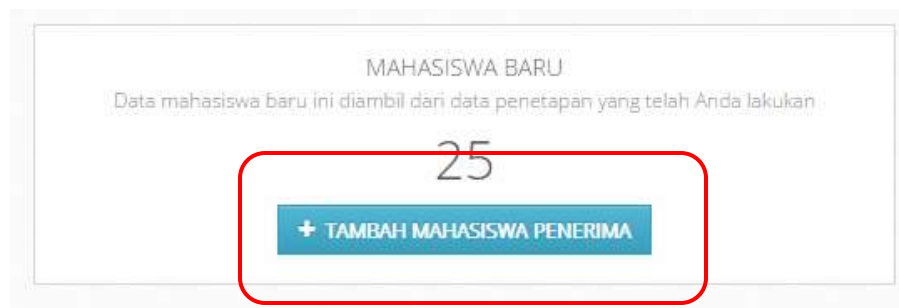 MAHASISWA BARU
Data mahasiswa baru ini diambil dari data penetapan yang telah Anda lakukan
25
+ TAMBAH MAHASISWA PENERIMA